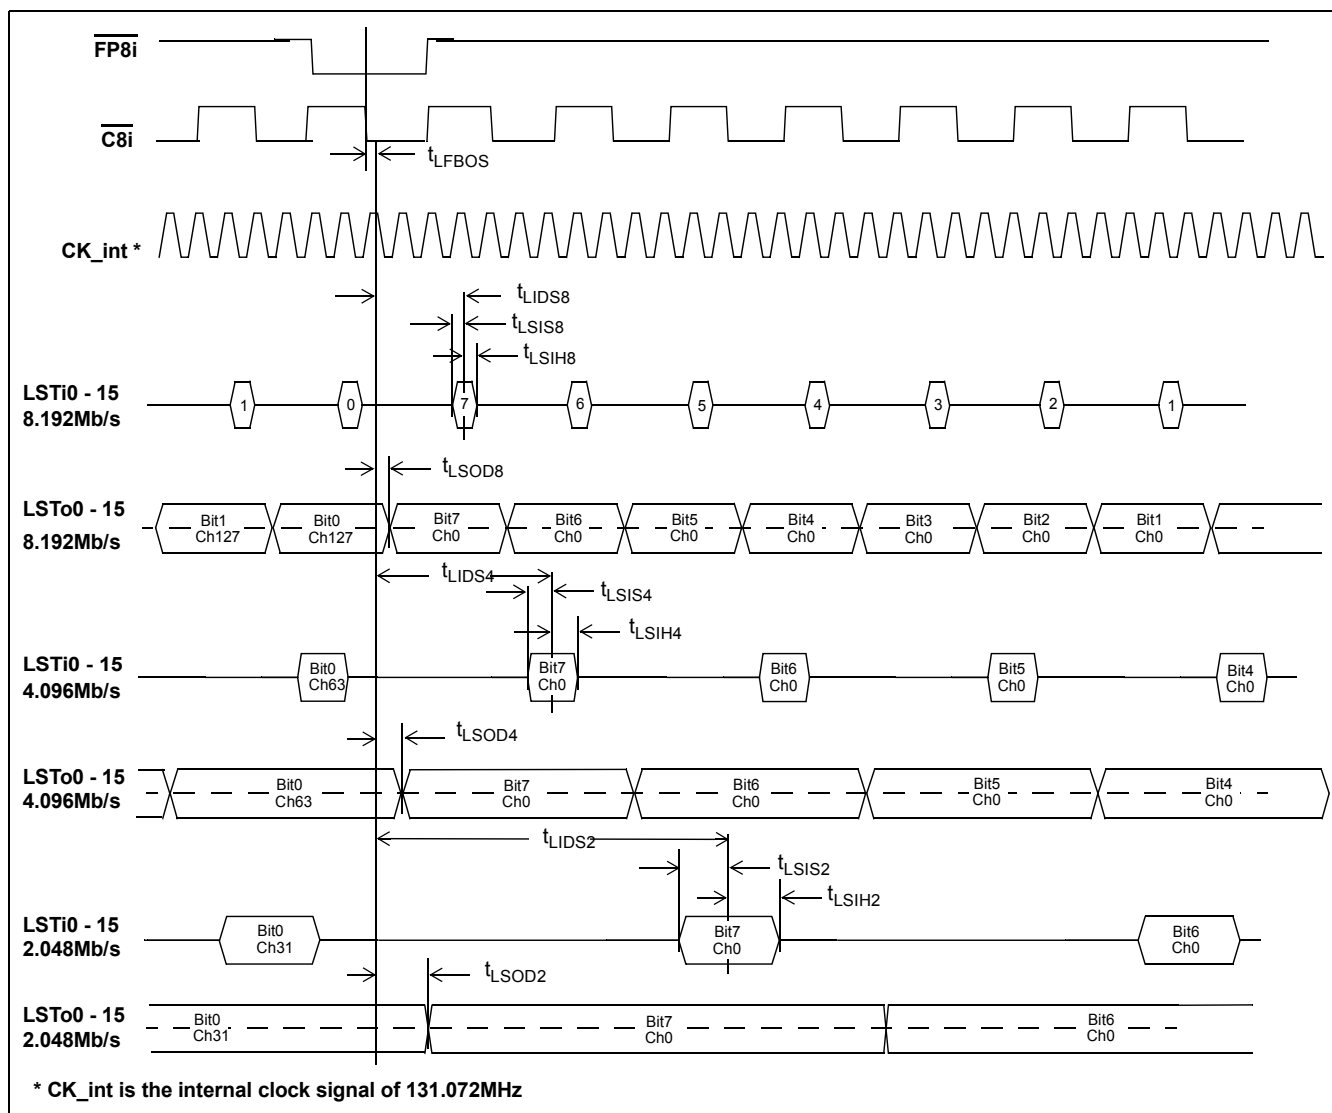 FP8i
C8i
tLFBOS
CK_int *
tLIDS8
tLSIS8
tLSIH8
LSTi0 - 15
8.192Mb/s
1 0 7 6 5 4 3 2 1
tLSOD8
LSTo0 - 15
8.192Mb/s
Bit1 Bit0 Bit7 Bit6 Bit5 Bit4 Bit3 Bit2 Bit1
Ch127 Ch127 Ch0 Ch0 Ch0 Ch0 Ch0 Ch0 Ch0
tLIDS4
tLSIS4
tLSIH4
LSTi0 - 15
4.096Mb/s
Bit0 Bit7 Bit6 Bit5 Bit4
Ch63 Ch0 Ch0 Ch0 Ch0
tLSOD4
LSTo0 - 15
4.096Mb/s
Bit0 Bit7 Bit6 Bit5 Bit4
Ch63 Ch0 Ch0 Ch0 Ch0
tLIDS2
tLSIS2
tLSIH2
LSTi0 - 15
2.048Mb/s
Bit0 Bit7 Bit6
Ch31 Ch0 Ch0
tLSOD2
LSTo0 - 15
2.048Mb/s
Bit0 Bit7 Bit6
Ch31 Ch0 Ch0
* CK_int is the internal clock signal of 131.072MHz